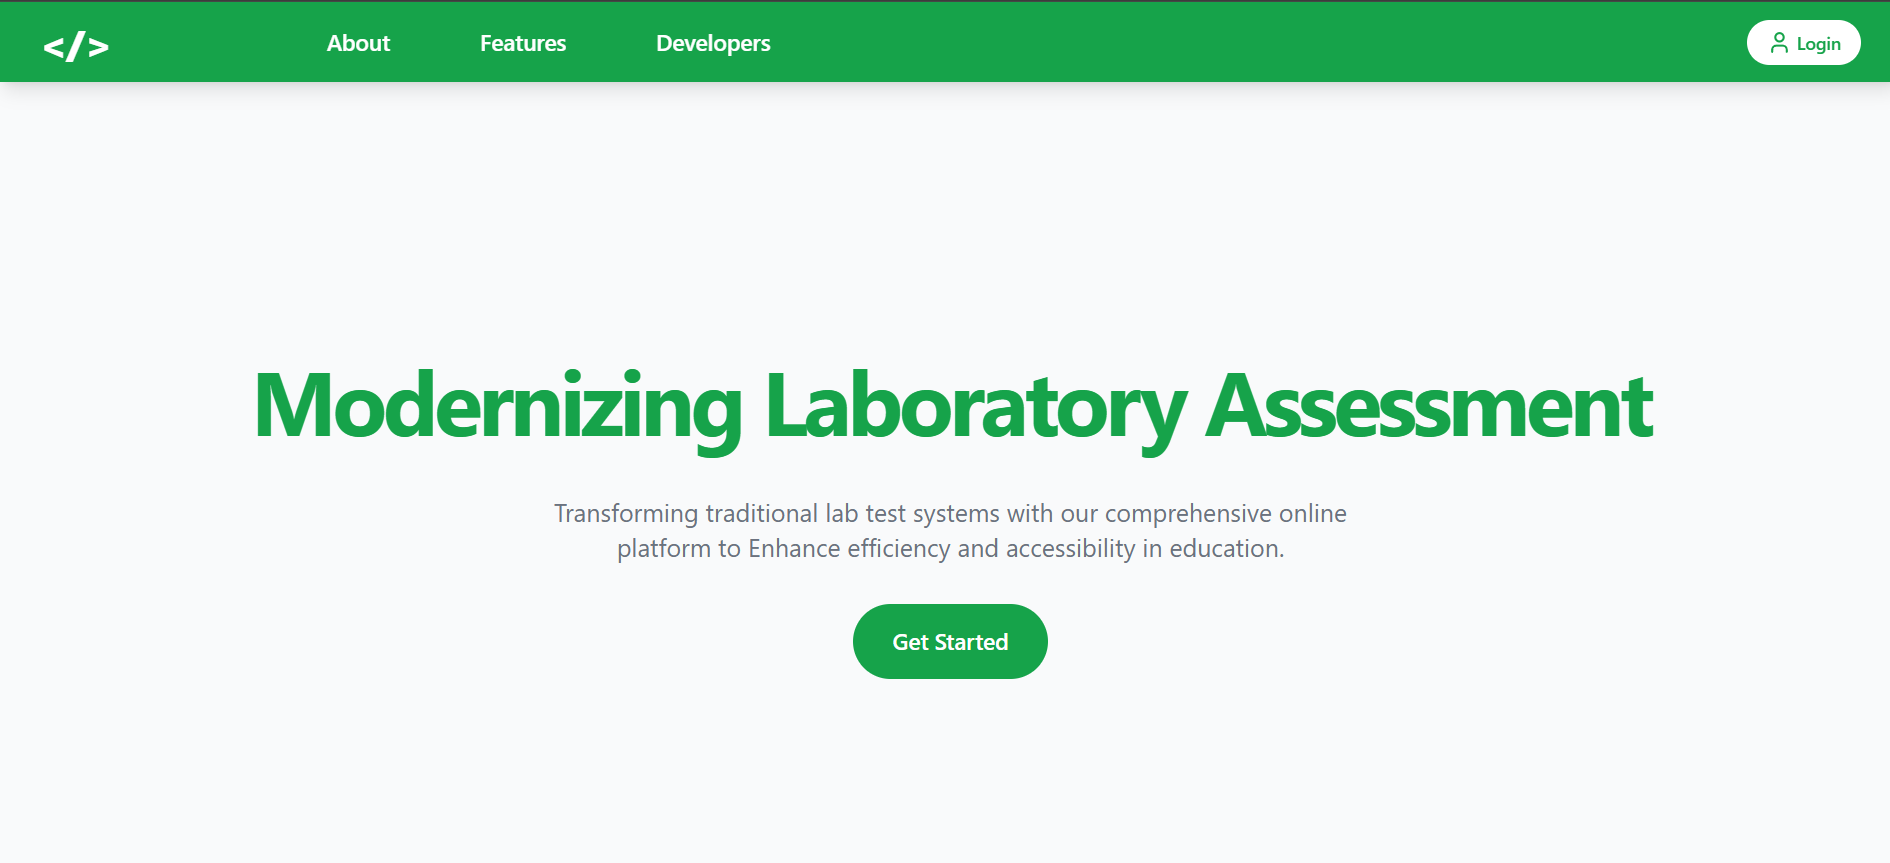 </>
About
Features
Developers
Login
Modernizing Laboratory Assessment
Transforming traditional lab test systems with our comprehensive online
platform to Enhance efficiency and accessibility in education.
Get Started